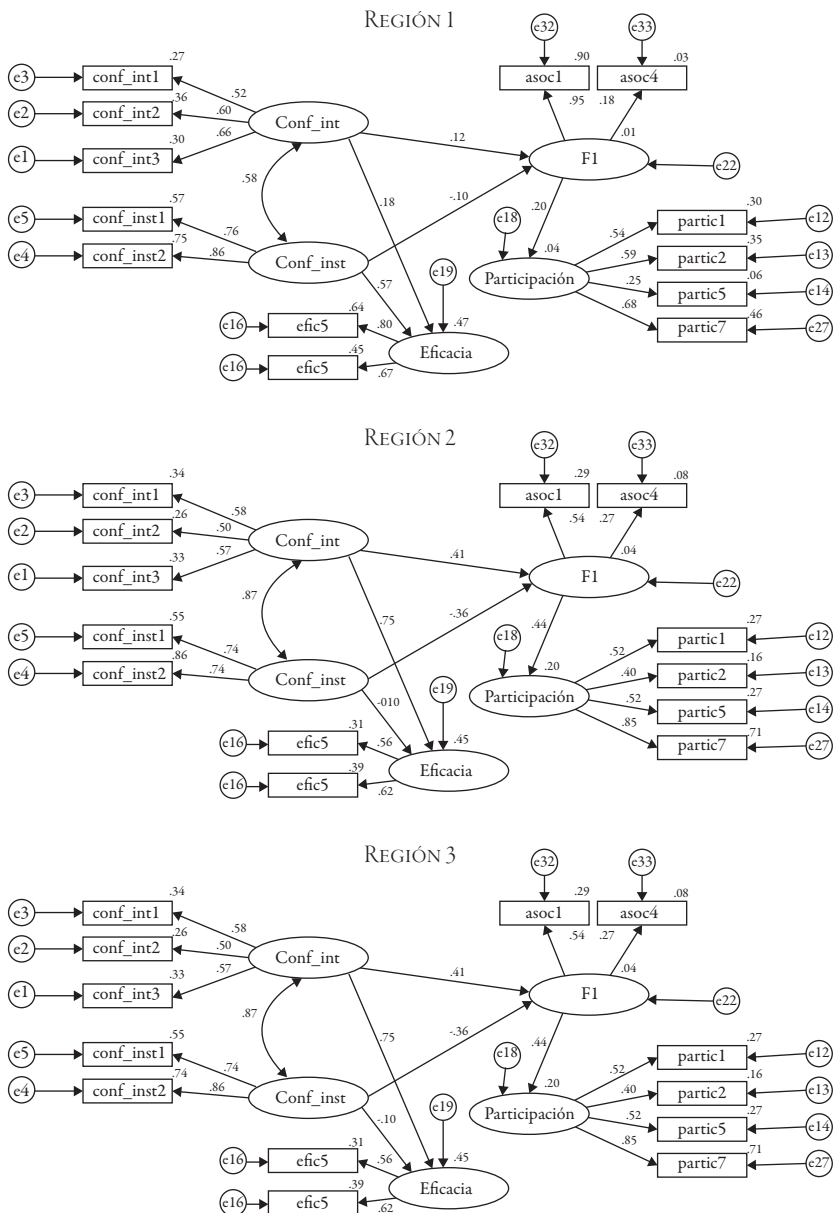 REGIÓN 1
e32 e33
.90 .03
asoc1 asoc4
.95 .18
e3 conf_int1 .27
.52
e2 conf_int2 .36
.60
Conf_int
e1 conf_int3 .30
.66
.12
.01
F1
e22
.58
.18
-.10
.20
e5 conf_inst1 .57
.76
e4 conf_inst2 .75
.86
Conf_inst
e18
.04
Participación
.54 partic1 .30 e12
.59 partic2 .35 e13
.25 partic5 .06 e14
.68 partic7 .46 e27
.57
e19
.47
e16 efic5 .64
.80
Eficacia
e16 efic5 .45
.67
REGIÓN 2
e32 e33
.29 .08
asoc1 asoc4
.54 .27
e3 conf_int1 .34
.58
e2 conf_int2 .26
.50
Conf_int
e1 conf_int3 .33
.57
.41
.04
F1
e22
.87
.75
-.36
.44
e5 conf_inst1 .55
.74
e4 conf_inst2 .86
.74
Conf_inst
e18
.20
Participación
.52 partic1 .27 e12
.40 partic2 .16 e13
.52 partic5 .27 e14
.85 partic7 .71 e27
-010
e19
.45
e16 efic5 .31
.56
Eficacia
e16 efic5 .39
.62
REGIÓN 3
e32 e33
.29 .08
asoc1 asoc4
.54 .27
e3 conf_int1 .34
.58
e2 conf_int2 .26
.50
Conf_int
e1 conf_int3 .33
.57
.41
.04
F1
e22
.87
.75
-.36
.44
e5 conf_inst1 .55
.74
e4 conf_inst2 .74
.86
Conf_inst
e18
.20
Participación
.52 partic1 .27 e12
.40 partic2 .16 e13
.52 partic5 .27 e14
.85 partic7 .71 e27
-.10
e19
.45
e16 efic5 .31
.56
Eficacia
e16 efic5 .39
.62